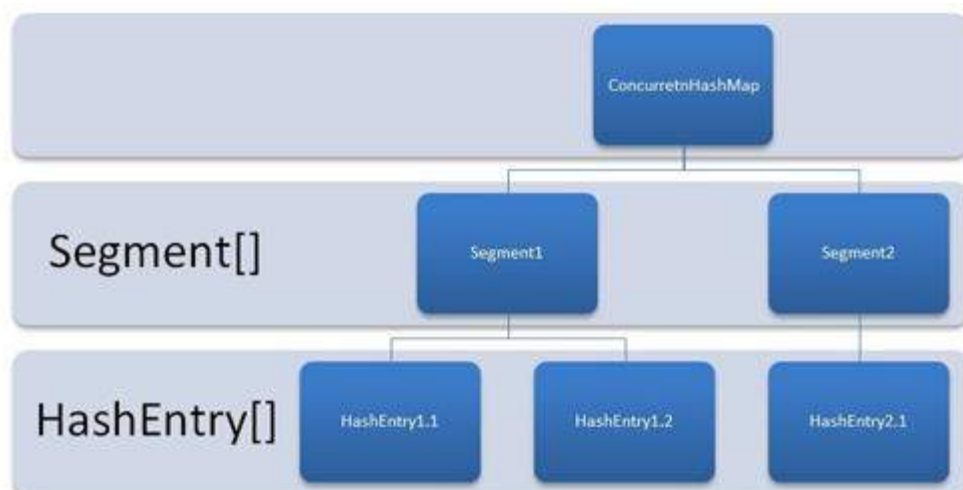 ConcurretnHashMap
Segment[]
Segment1
Segment2
HashEntry[]
HashEntry1.1
HashEntry1.2
HashEntry2.1